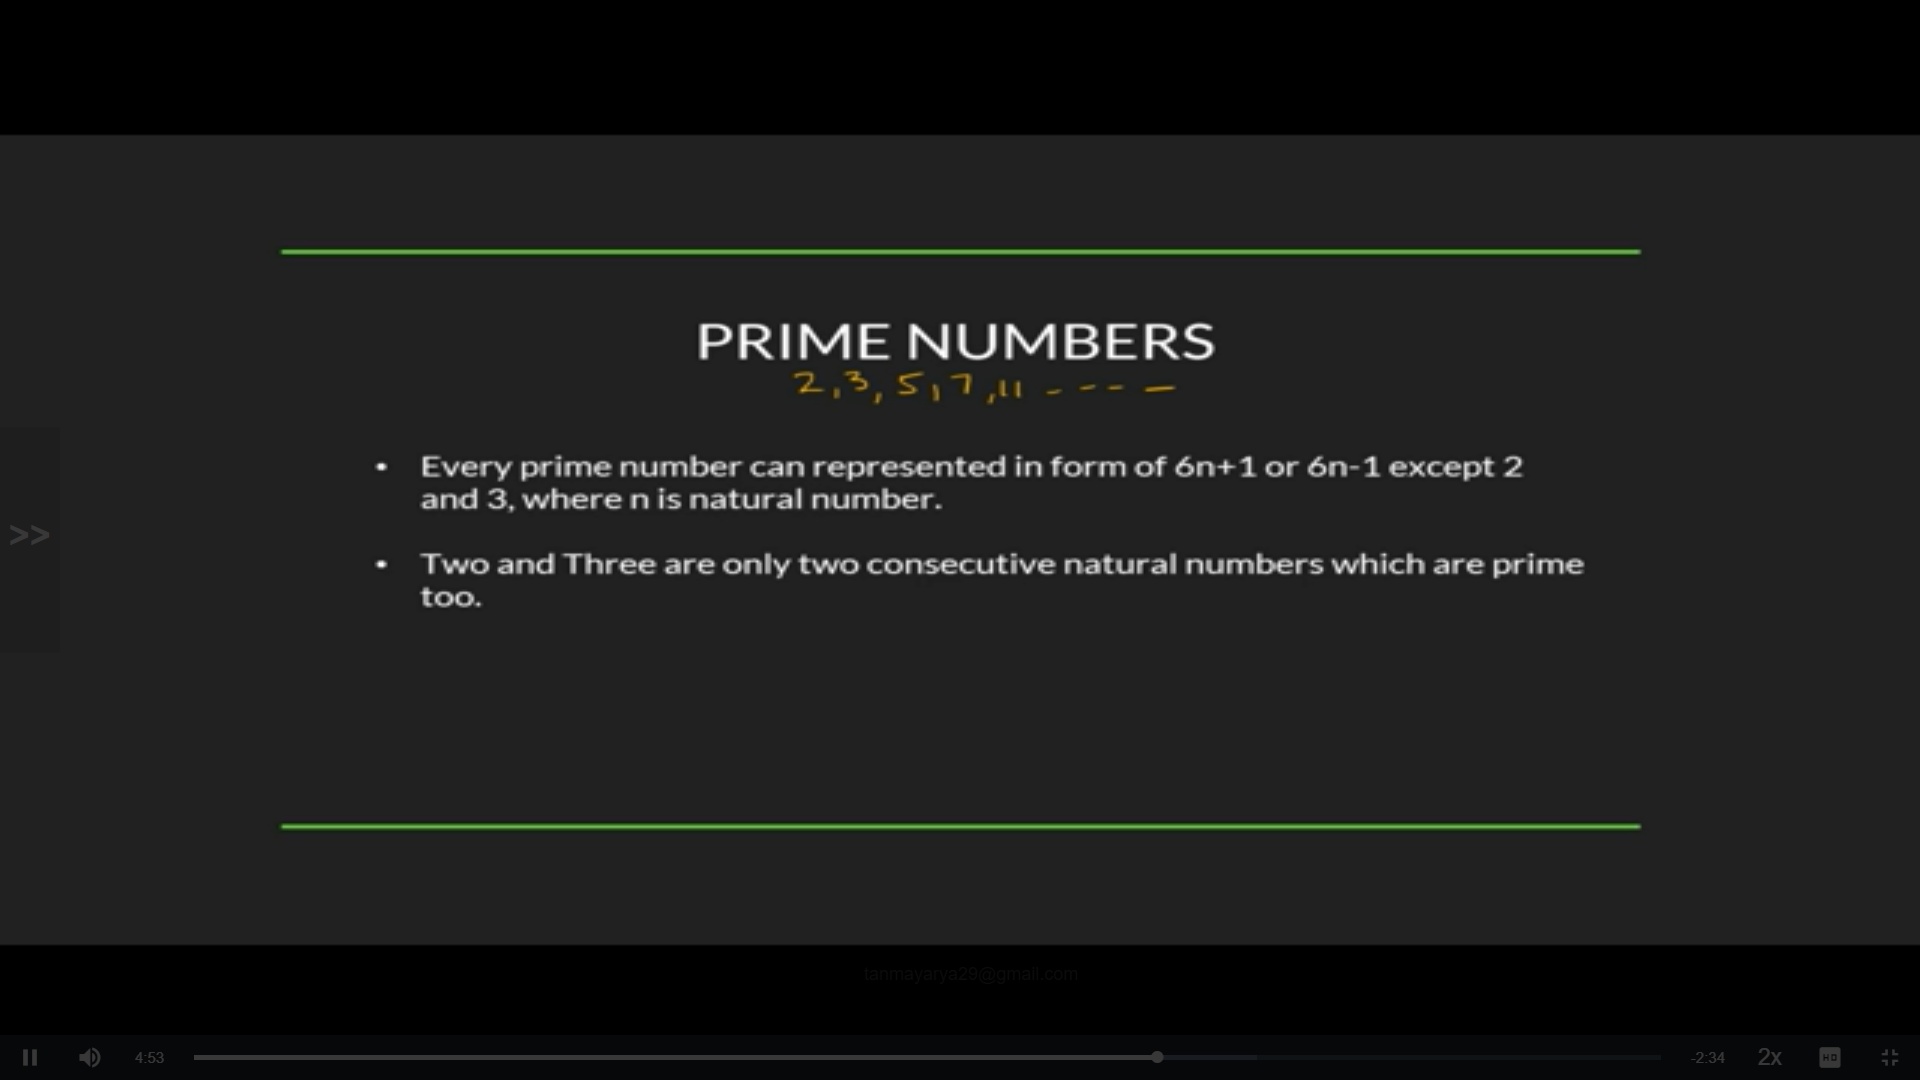 PRIME NUMBERS
2, 3, 5, 7, 11 - - - -
• Every prime number can represented in form of 6n+1 or 6n-1 except 2
and 3, where n is natural number.
>>
• Two and Three are only two consecutive natural numbers which are prime
too.
tanmayarya29@gmail.com
4:53
-2:34
2x
HD